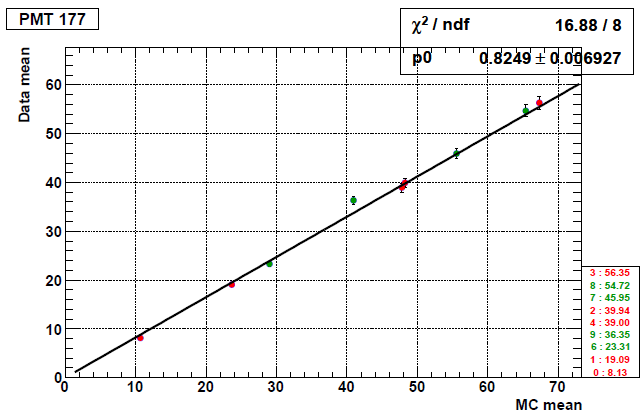 PMT 177
χ² / ndf 16.88 / 8
p0 0.8249 ± 0.006927
Data mean
60
50
40
30
20
10
0
0 10 20 30 40 50 60 70
MC mean
3 : 56.35
8 : 54.72
7 : 45.95
2 : 39.94
4 : 39.00
9 : 36.35
6 : 23.31
1 : 19.09
0 : 8.13